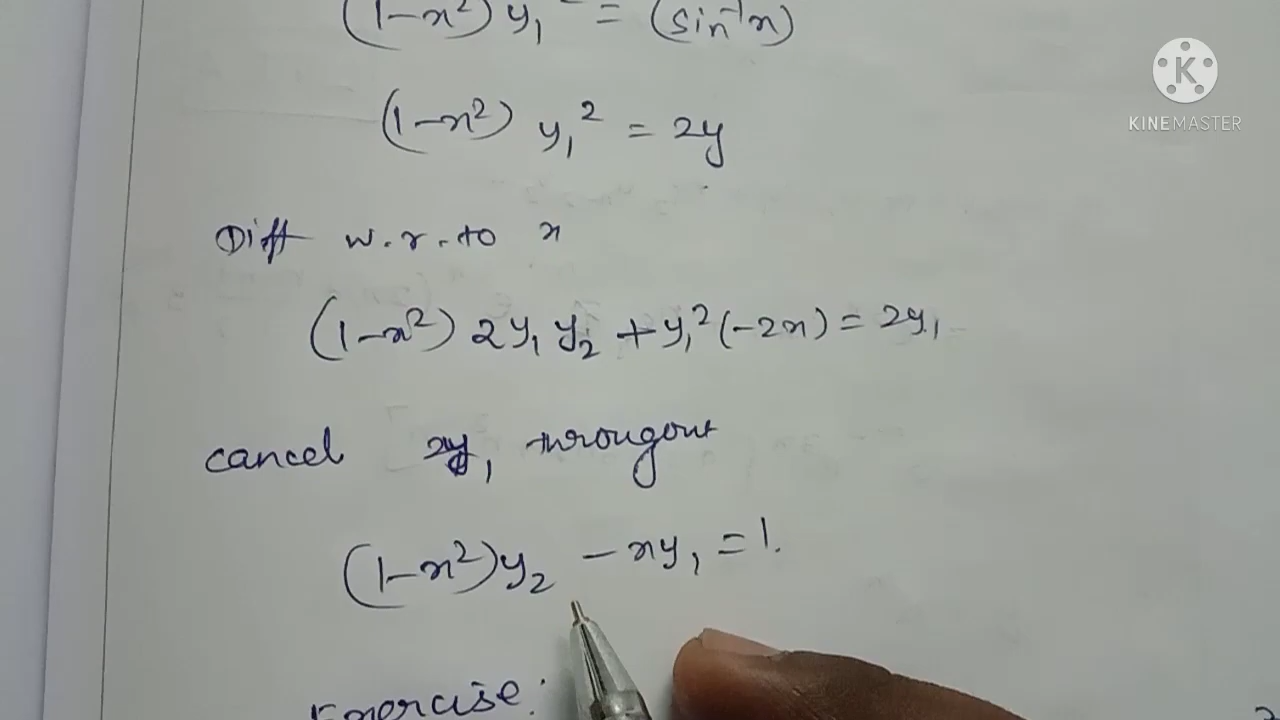 (1-x²) y₁² = (sin⁻¹x)
(1-x²) y₁² = 2y
Diff w.r.to x
(1-x²) 2y₁ y₂ + y₁² (-2x) = 2y₁
cancel 2y₁ througout
(1-x²)y₂ - xy₁ = 1.
Exercise:
K
KINEMASTER